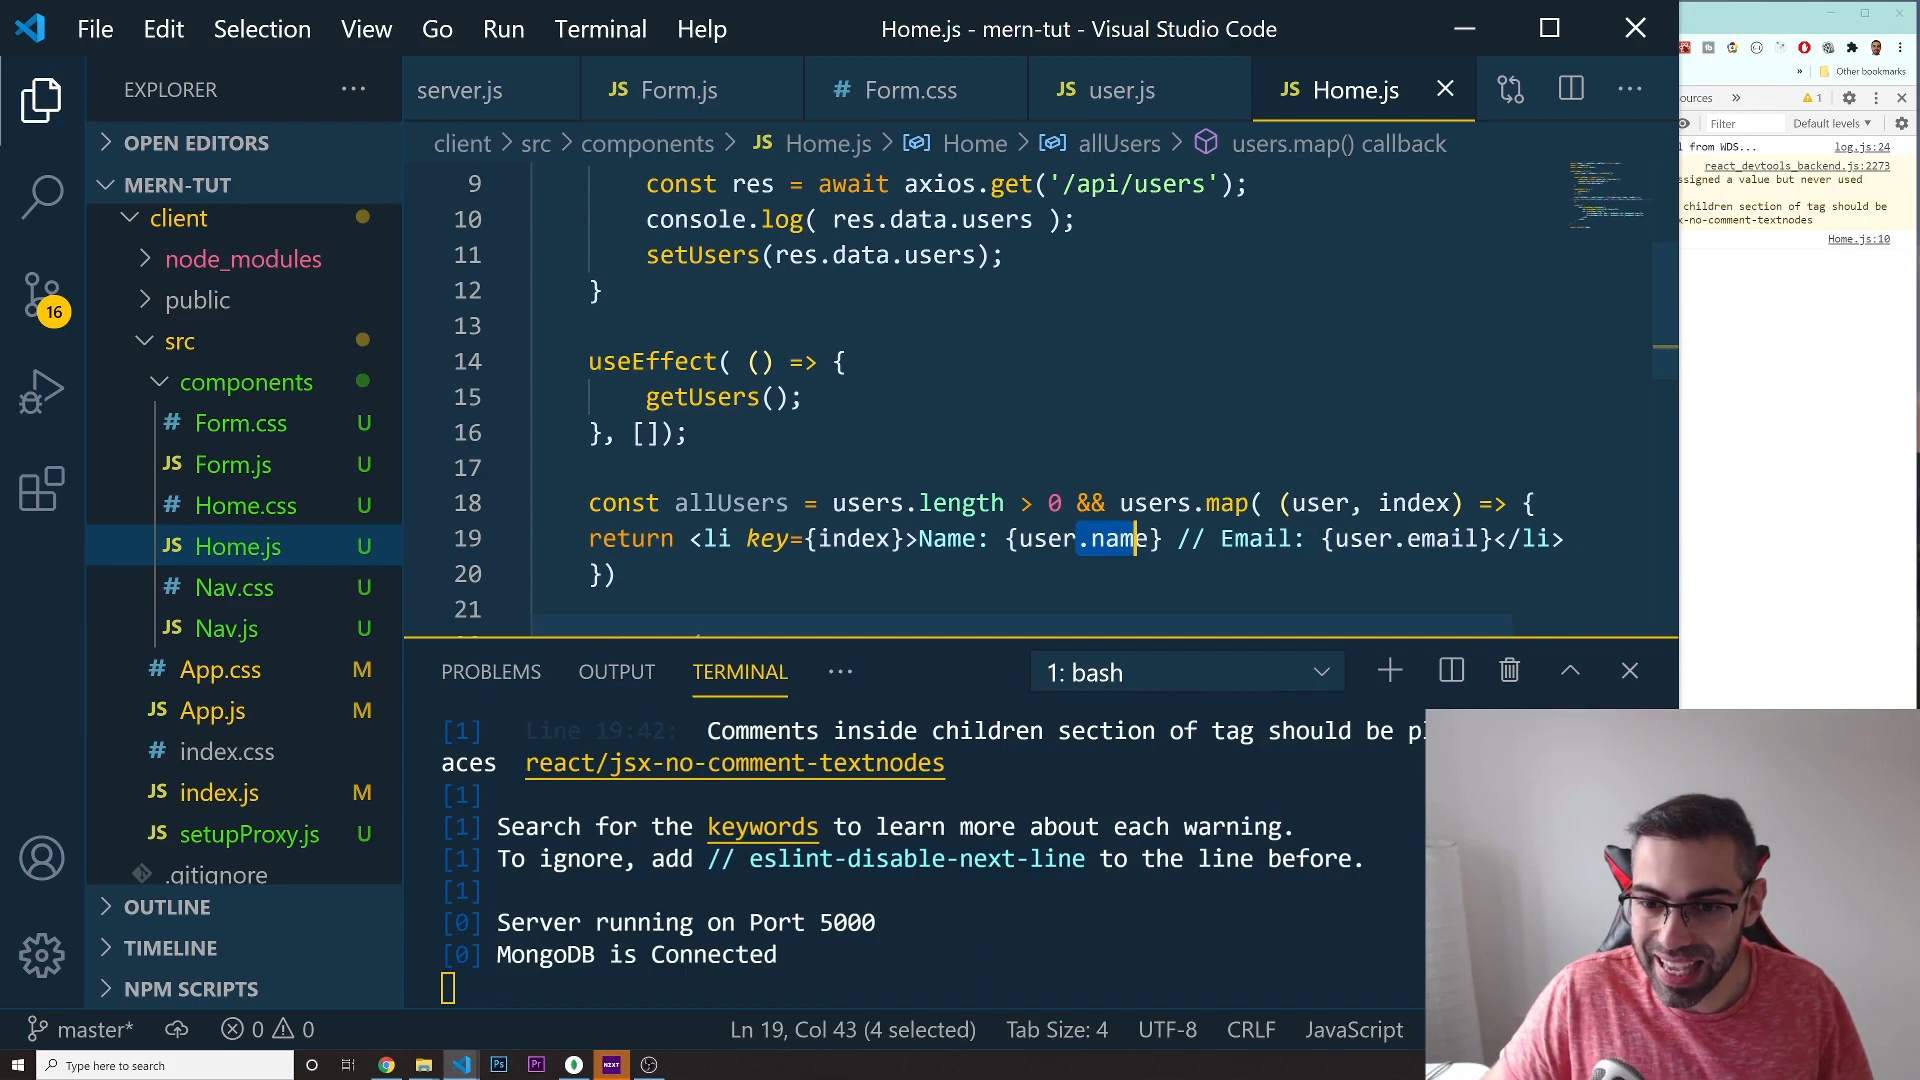 File Edit Selection View Go Run Terminal Help
Home.js - mern-tut - Visual Studio Code
EXPLORER
OPEN EDITORS
MERN-TUT
client
node_modules
public
src
components
Form.css U
Form.js U
Home.css U
Home.js U
Nav.css U
Nav.js U
App.css M
App.js M
index.css
index.js M
setupProxy.js U
.gitignore
OUTLINE
TIMELINE
NPM SCRIPTS
16
server.js JS Form.js # Form.css JS user.js JS Home.js
client > src > components > JS Home.js > Home > allUsers > users.map() callback
9 const res = await axios.get('/api/users');
10 console.log( res.data.users );
11 setUsers(res.data.users);
12 }
13
14 useEffect( () => {
15 getUsers();
16 }, []);
17
18 const allUsers = users.length > 0 && users.map( (user, index) => {
19 return <li key={index}>Name: {user.name} // Email: {user.email}</li>
20 })
21
PROBLEMS OUTPUT TERMINAL 1: bash
[1] Line 19:42: Comments inside children section of tag should be
aces react/jsx-no-comment-textnodes
[1]
[1] Search for the keywords to learn more about each warning.
[1] To ignore, add // eslint-disable-next-line to the line before.
[1]
[0] Server running on Port 5000
[0] MongoDB is Connected
master* 0 0 Ln 19, Col 43 (4 selected) Tab Size: 4 UTF-8 CRLF JavaScript
Type here to search
Ps Pr NZXT
Other bookmarks
ources » 1
Filter Default levels
l from WDS... log.js:24
react_devtools_backend.js:2273
ssigned a value but never used
children section of tag should be
x-no-comment-textnodes
Home.js:10